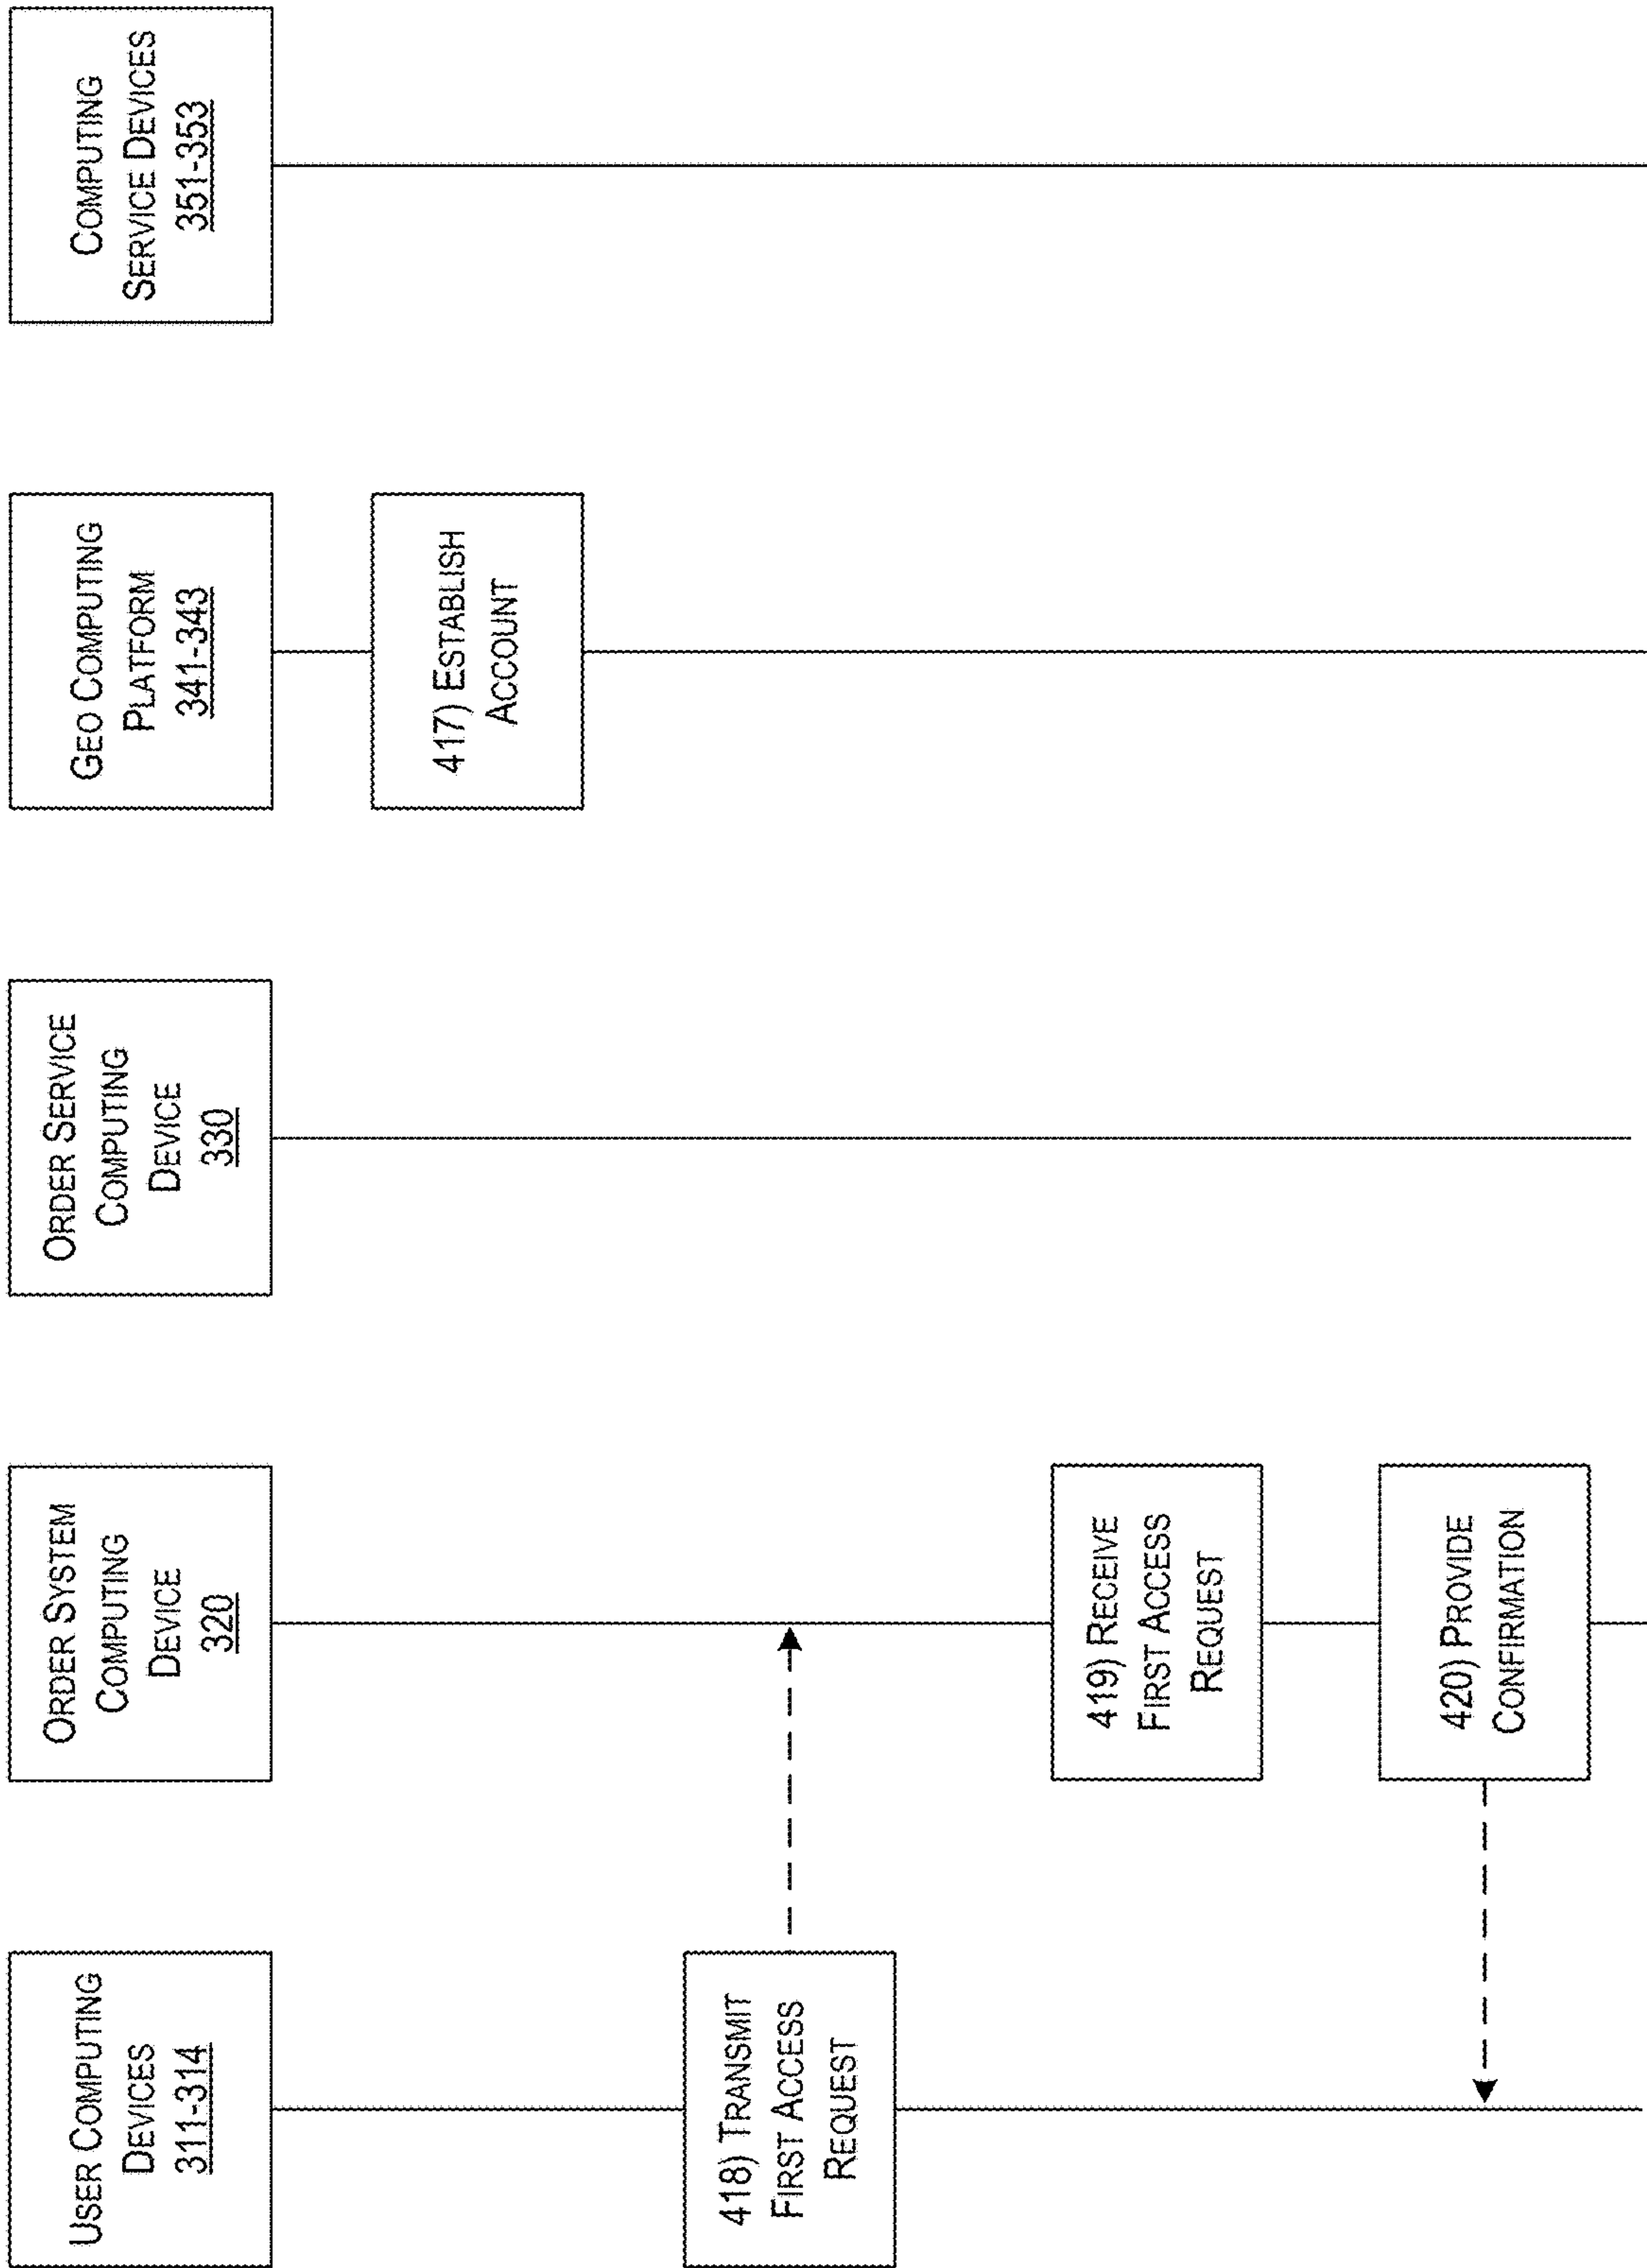 USER COMPUTING
DEVICES
311-314
ORDER SYSTEM
COMPUTING
DEVICE
320
ORDER SERVICE
COMPUTING
DEVICE
330
GEO COMPUTING
PLATFORM
341-343
COMPUTING
SERVICE DEVICES
351-353
417) ESTABLISH
ACCOUNT
418) TRANSMIT
FIRST ACCESS
REQUEST
419) RECEIVE
FIRST ACCESS
REQUEST
420) PROVIDE
CONFIRMATION